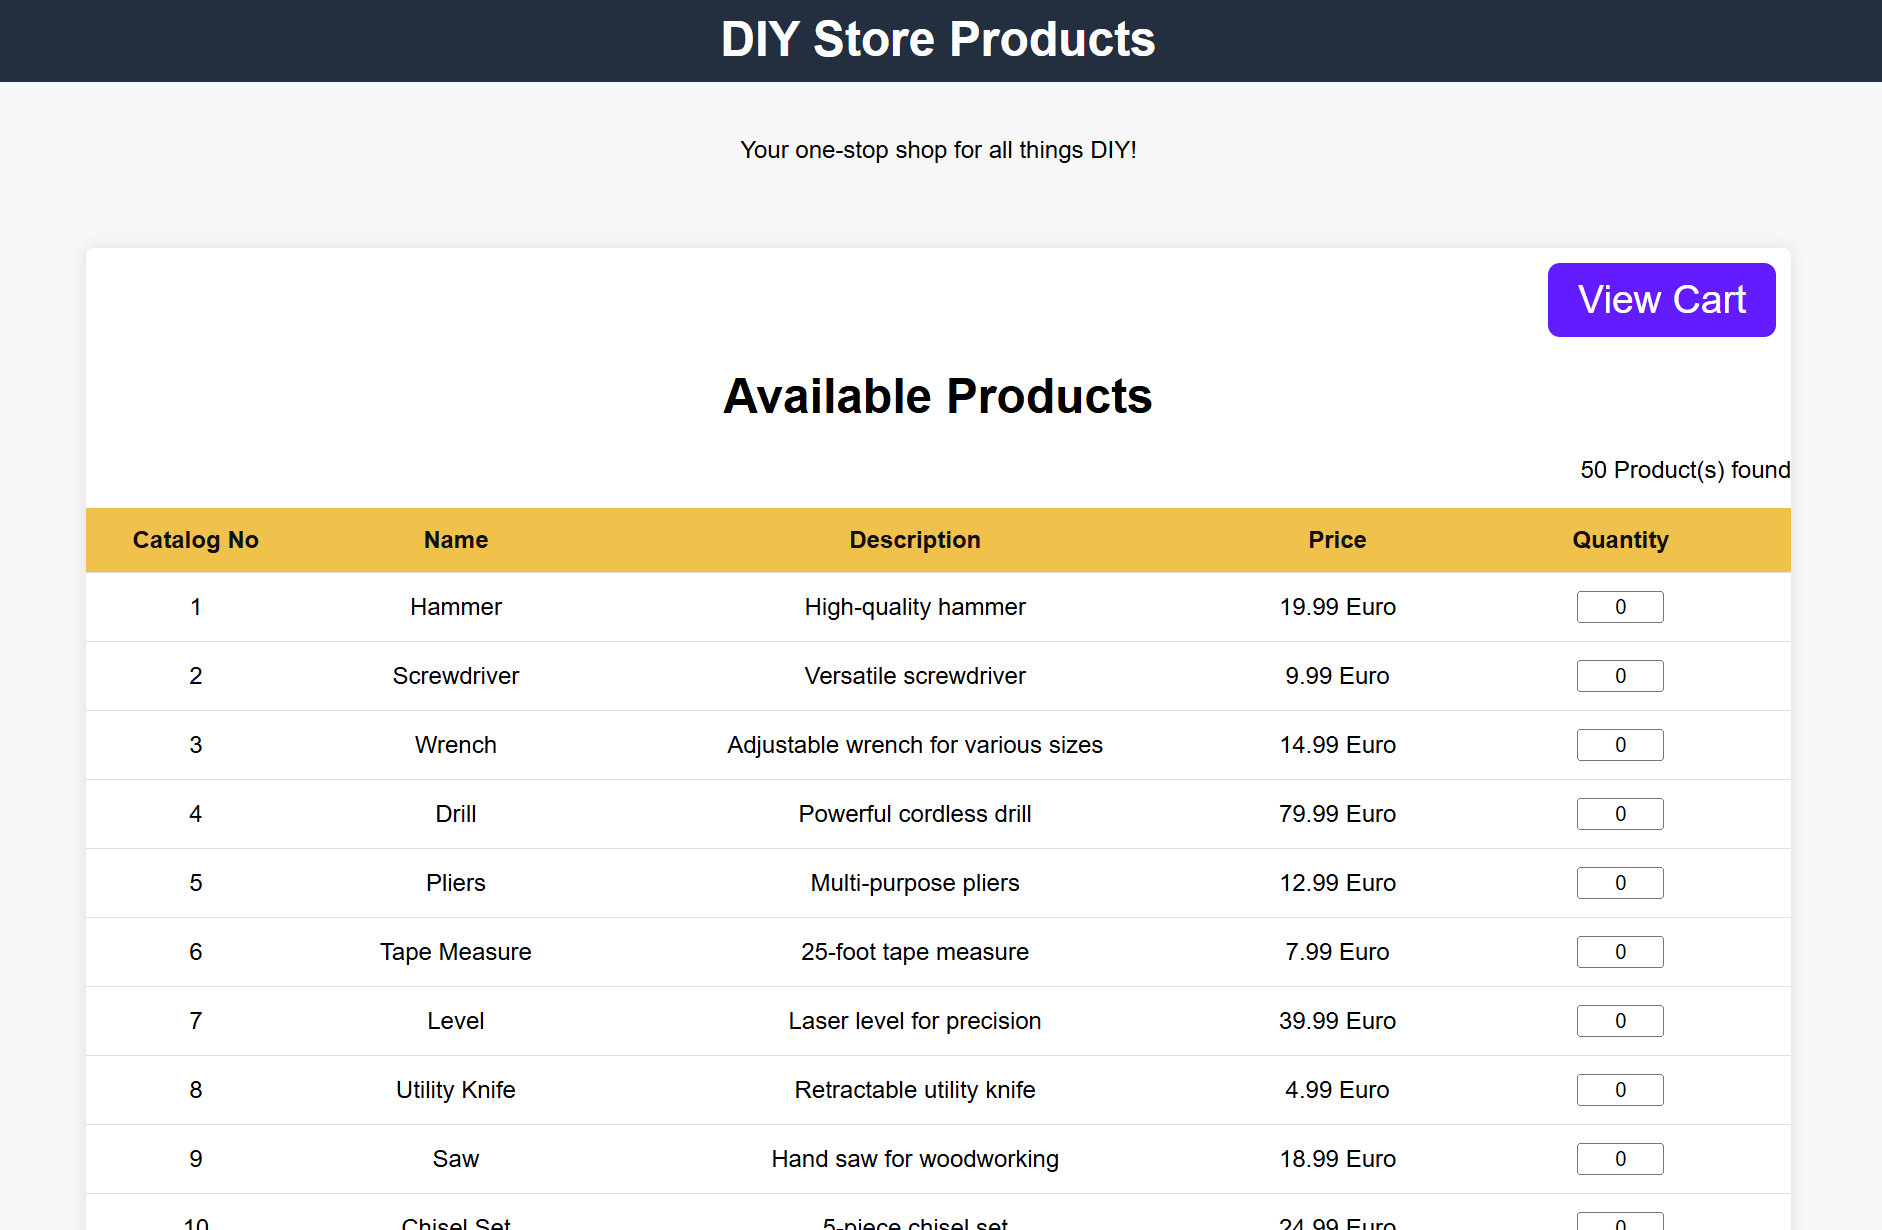 DIY Store Products
Your one-stop shop for all things DIY!
View Cart
Available Products
50 Product(s) found
Catalog No Name Description Price Quantity
1 Hammer High-quality hammer 19.99 Euro 0
2 Screwdriver Versatile screwdriver 9.99 Euro 0
3 Wrench Adjustable wrench for various sizes 14.99 Euro 0
4 Drill Powerful cordless drill 79.99 Euro 0
5 Pliers Multi-purpose pliers 12.99 Euro 0
6 Tape Measure 25-foot tape measure 7.99 Euro 0
7 Level Laser level for precision 39.99 Euro 0
8 Utility Knife Retractable utility knife 4.99 Euro 0
9 Saw Hand saw for woodworking 18.99 Euro 0
10 Chisel Set 5-piece chisel set 24.99 Euro 0